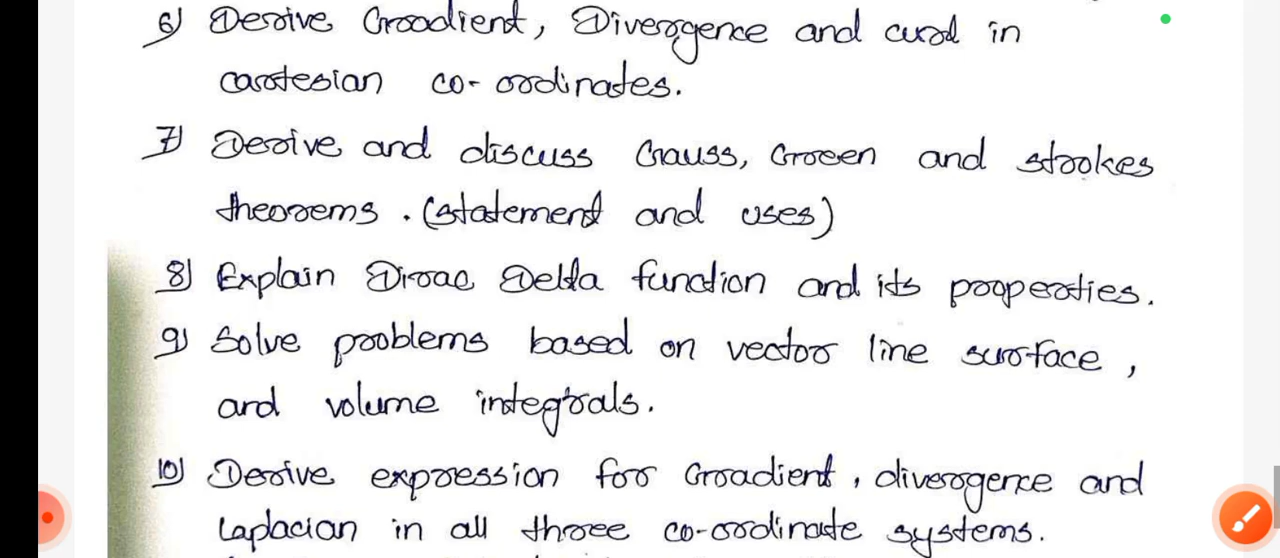 6) Derive Gradient, Divergence and curl in
cartesian co-ordinates.
7) Derive and discuss Gauss, Green and stokes
theorems. (statement and uses)
8) Explain Dirac Delta function and its properties.
9) Solve problems based on vector line surface,
and volume integrals.
10) Derive expression for Gradient, divergence and
Laplacian in all three co-ordinate systems.